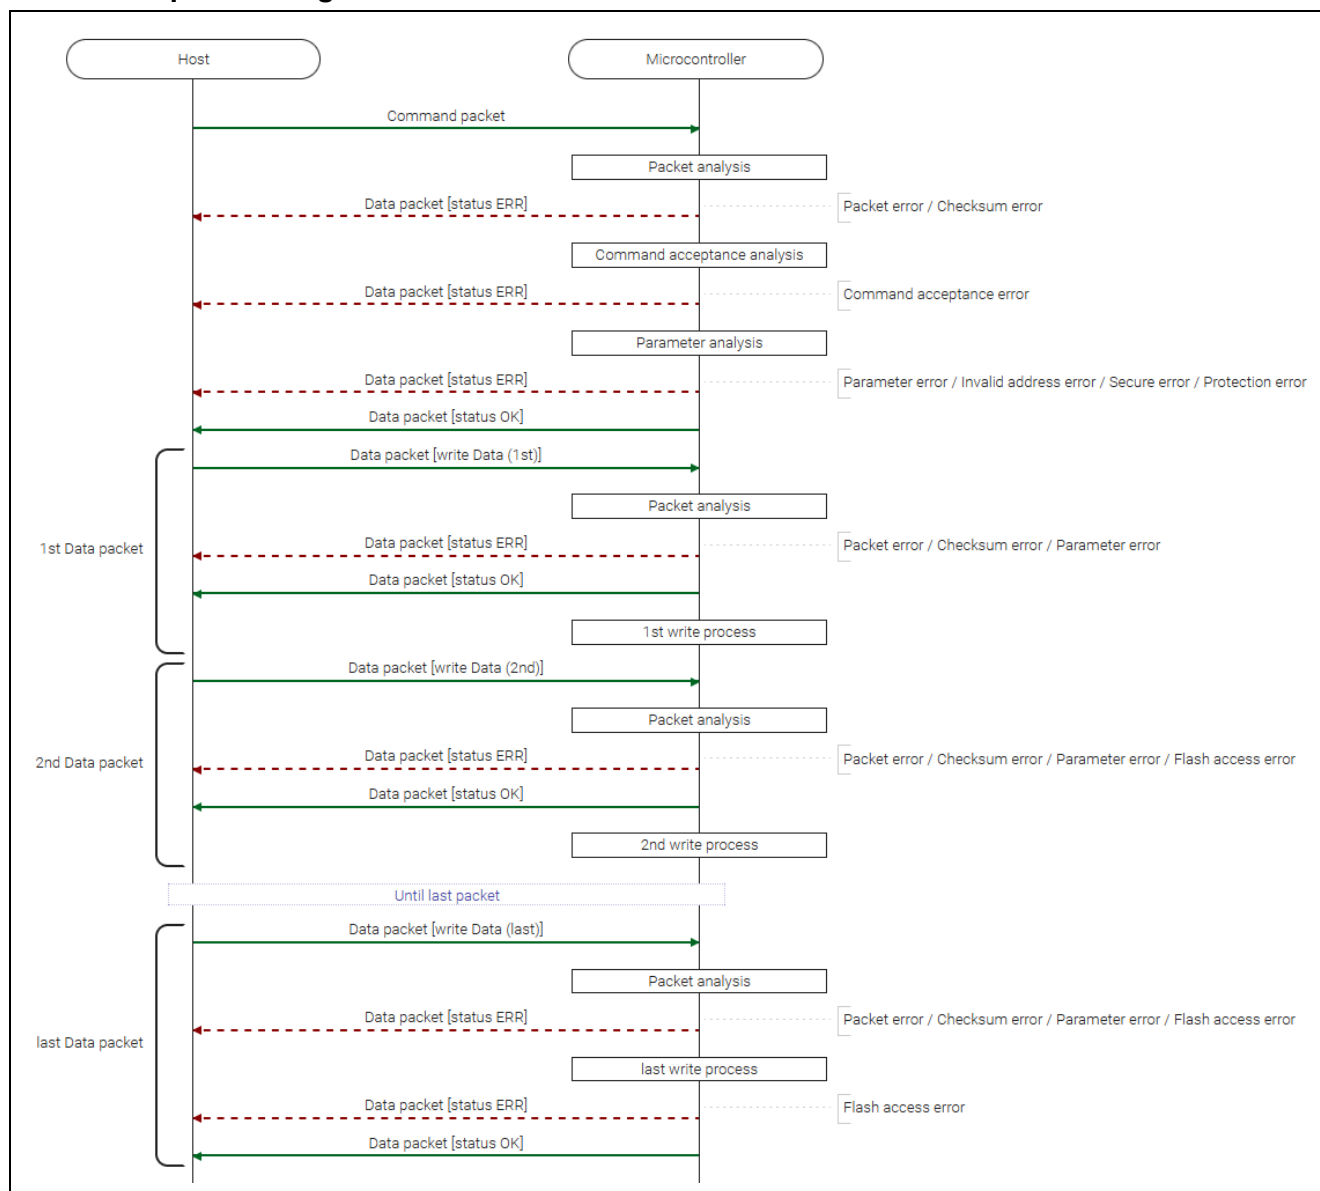 Host
Microcontroller
Command packet
Packet analysis
Data packet [status ERR]
Packet error / Checksum error
Command acceptance analysis
Data packet [status ERR]
Command acceptance error
Parameter analysis
Data packet [status ERR]
Parameter error / Invalid address error / Secure error / Protection error
Data packet [status OK]
Data packet [write Data (1st)]
Packet analysis
1st Data packet
Data packet [status ERR]
Packet error / Checksum error / Parameter error
Data packet [status OK]
1st write process
Data packet [write Data (2nd)]
Packet analysis
2nd Data packet
Data packet [status ERR]
Packet error / Checksum error / Parameter error / Flash access error
Data packet [status OK]
2nd write process
Until last packet
Data packet [write Data (last)]
Packet analysis
last Data packet
Data packet [status ERR]
Packet error / Checksum error / Parameter error / Flash access error
last write process
Data packet [status ERR]
Flash access error
Data packet [status OK]